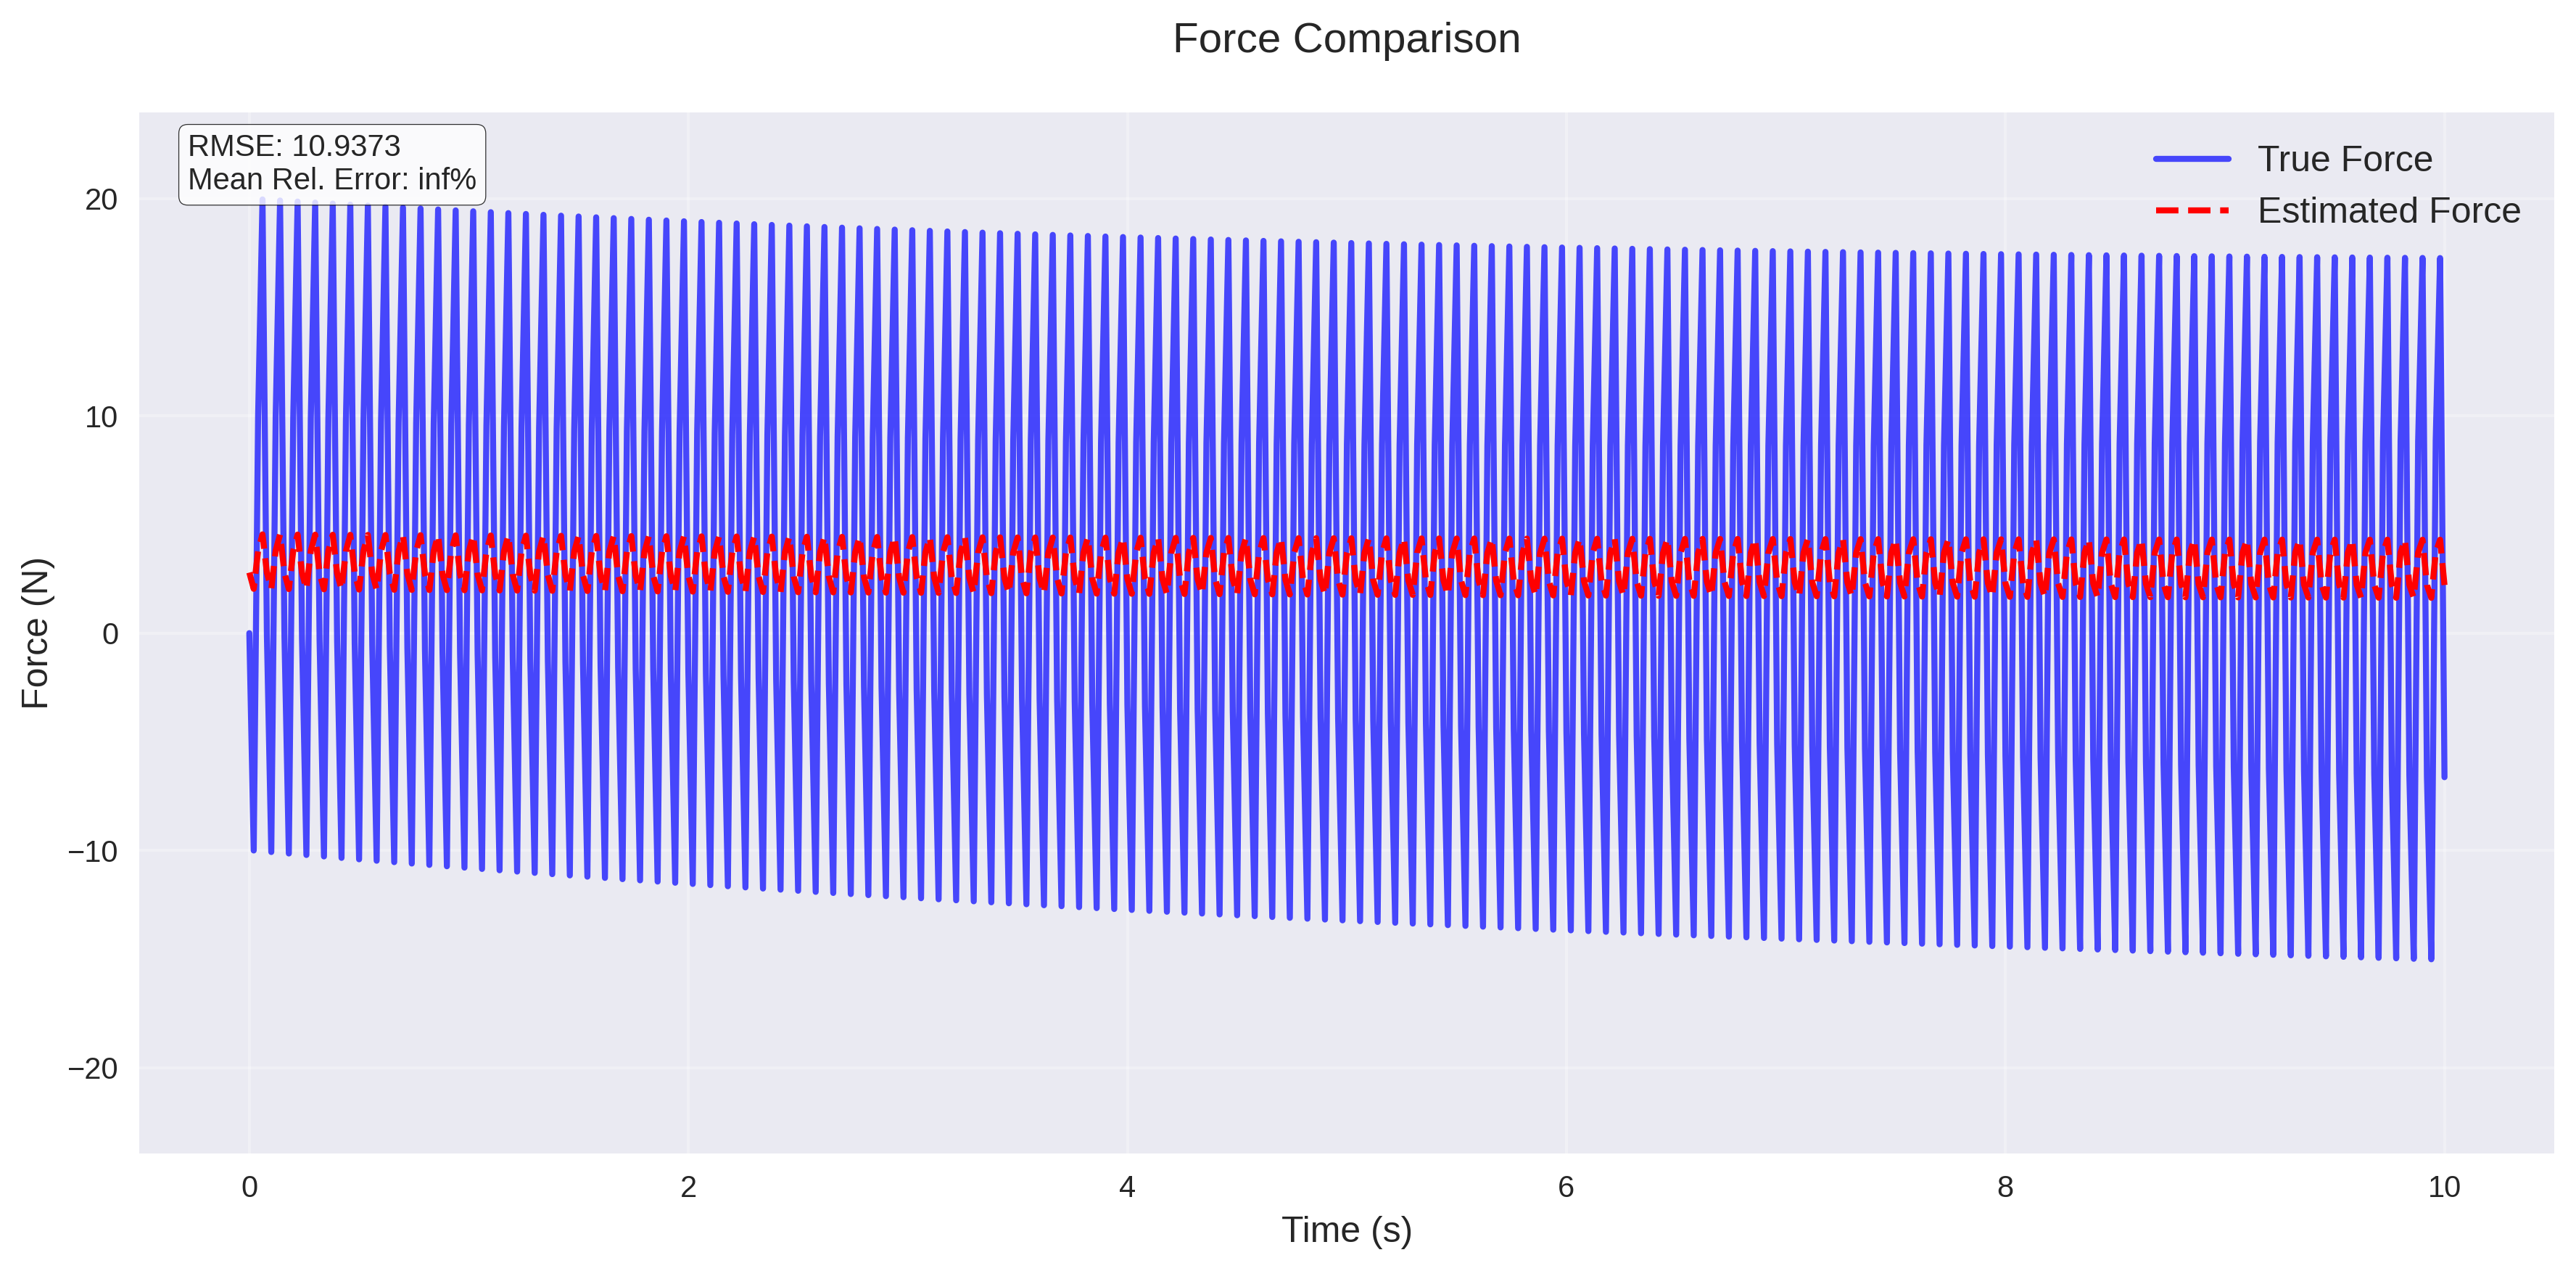 Force Comparison
RMSE: 10.9373
Mean Rel. Error: inf%
True Force
Estimated Force
20
10
0
−10
−20
Force (N)
0
2
4
6
8
10
Time (s)